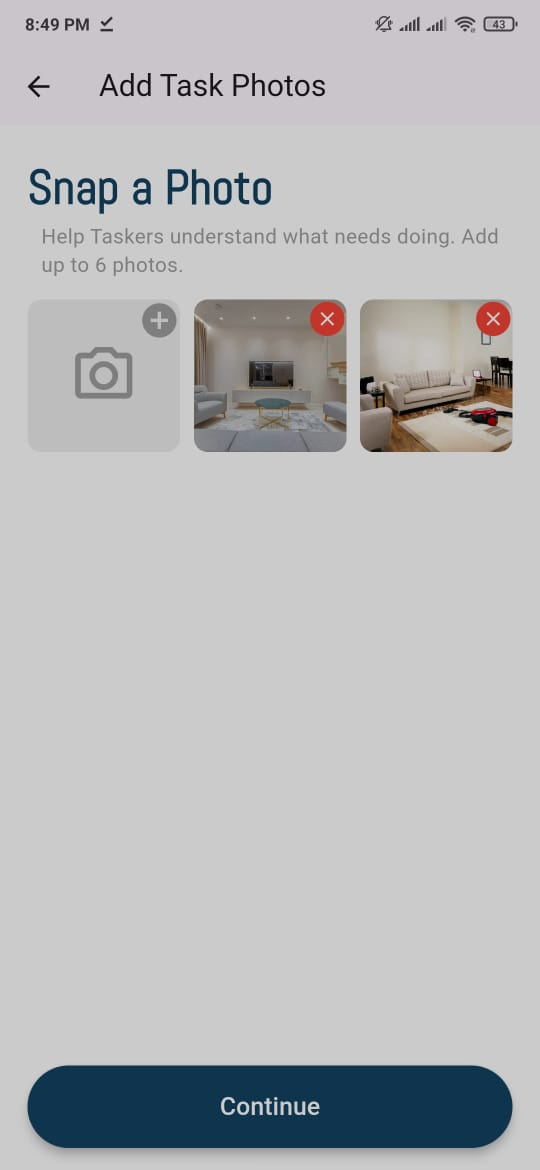 8:49 PM
43
Add Task Photos
Snap a Photo
Help Taskers understand what needs doing. Add
up to 6 photos.
Continue